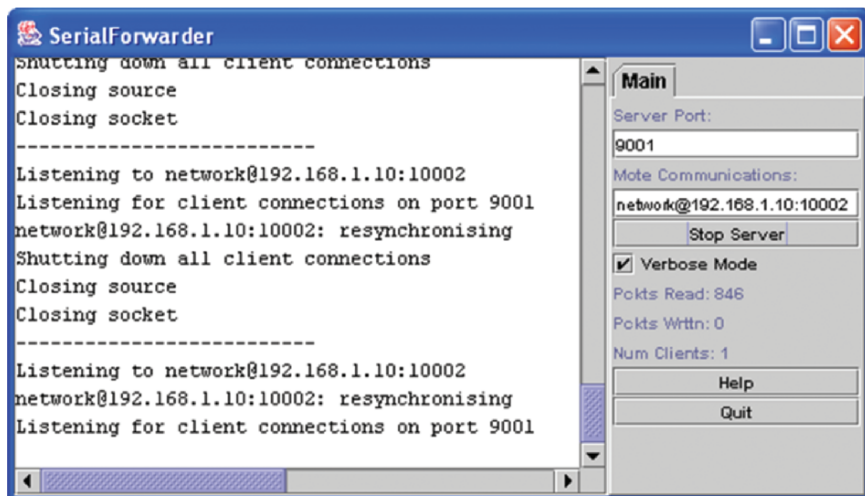 SerialForwarder
Shutting down all client connections
Closing source
Closing socket
--------------------------
Listening to network@192.168.1.10:10002
Listening for client connections on port 9001
network@192.168.1.10:10002: resynchronising
Shutting down all client connections
Closing source
Closing socket
--------------------------
Listening to network@192.168.1.10:10002
network@192.168.1.10:10002: resynchronising
Listening for client connections on port 9001
Main
Server Port:
9001
Mote Communications:
network@192.168.1.10:10002
Stop Server
Verbose Mode
Pckts Read: 846
Pckts Wrttn: 0
Num Clients: 1
Help
Quit